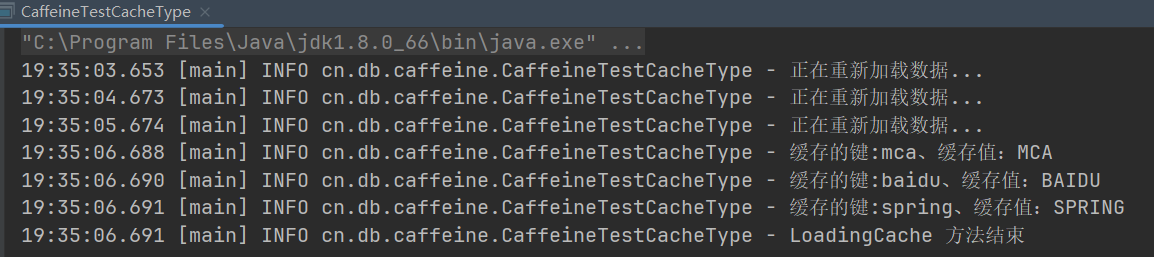 CaffeineTestCacheType
"C:\Program Files\Java\jdk1.8.0_66\bin\java.exe" ...
19:35:03.653 [main] INFO cn.db.caffeine.CaffeineTestCacheType - 正在重新加载数据...
19:35:04.673 [main] INFO cn.db.caffeine.CaffeineTestCacheType - 正在重新加载数据...
19:35:05.674 [main] INFO cn.db.caffeine.CaffeineTestCacheType - 正在重新加载数据...
19:35:06.688 [main] INFO cn.db.caffeine.CaffeineTestCacheType - 缓存的键:mca、缓存值：MCA
19:35:06.690 [main] INFO cn.db.caffeine.CaffeineTestCacheType - 缓存的键:baidu、缓存值：BAIDU
19:35:06.691 [main] INFO cn.db.caffeine.CaffeineTestCacheType - 缓存的键:spring、缓存值：SPRING
19:35:06.691 [main] INFO cn.db.caffeine.CaffeineTestCacheType - LoadingCache 方法结束